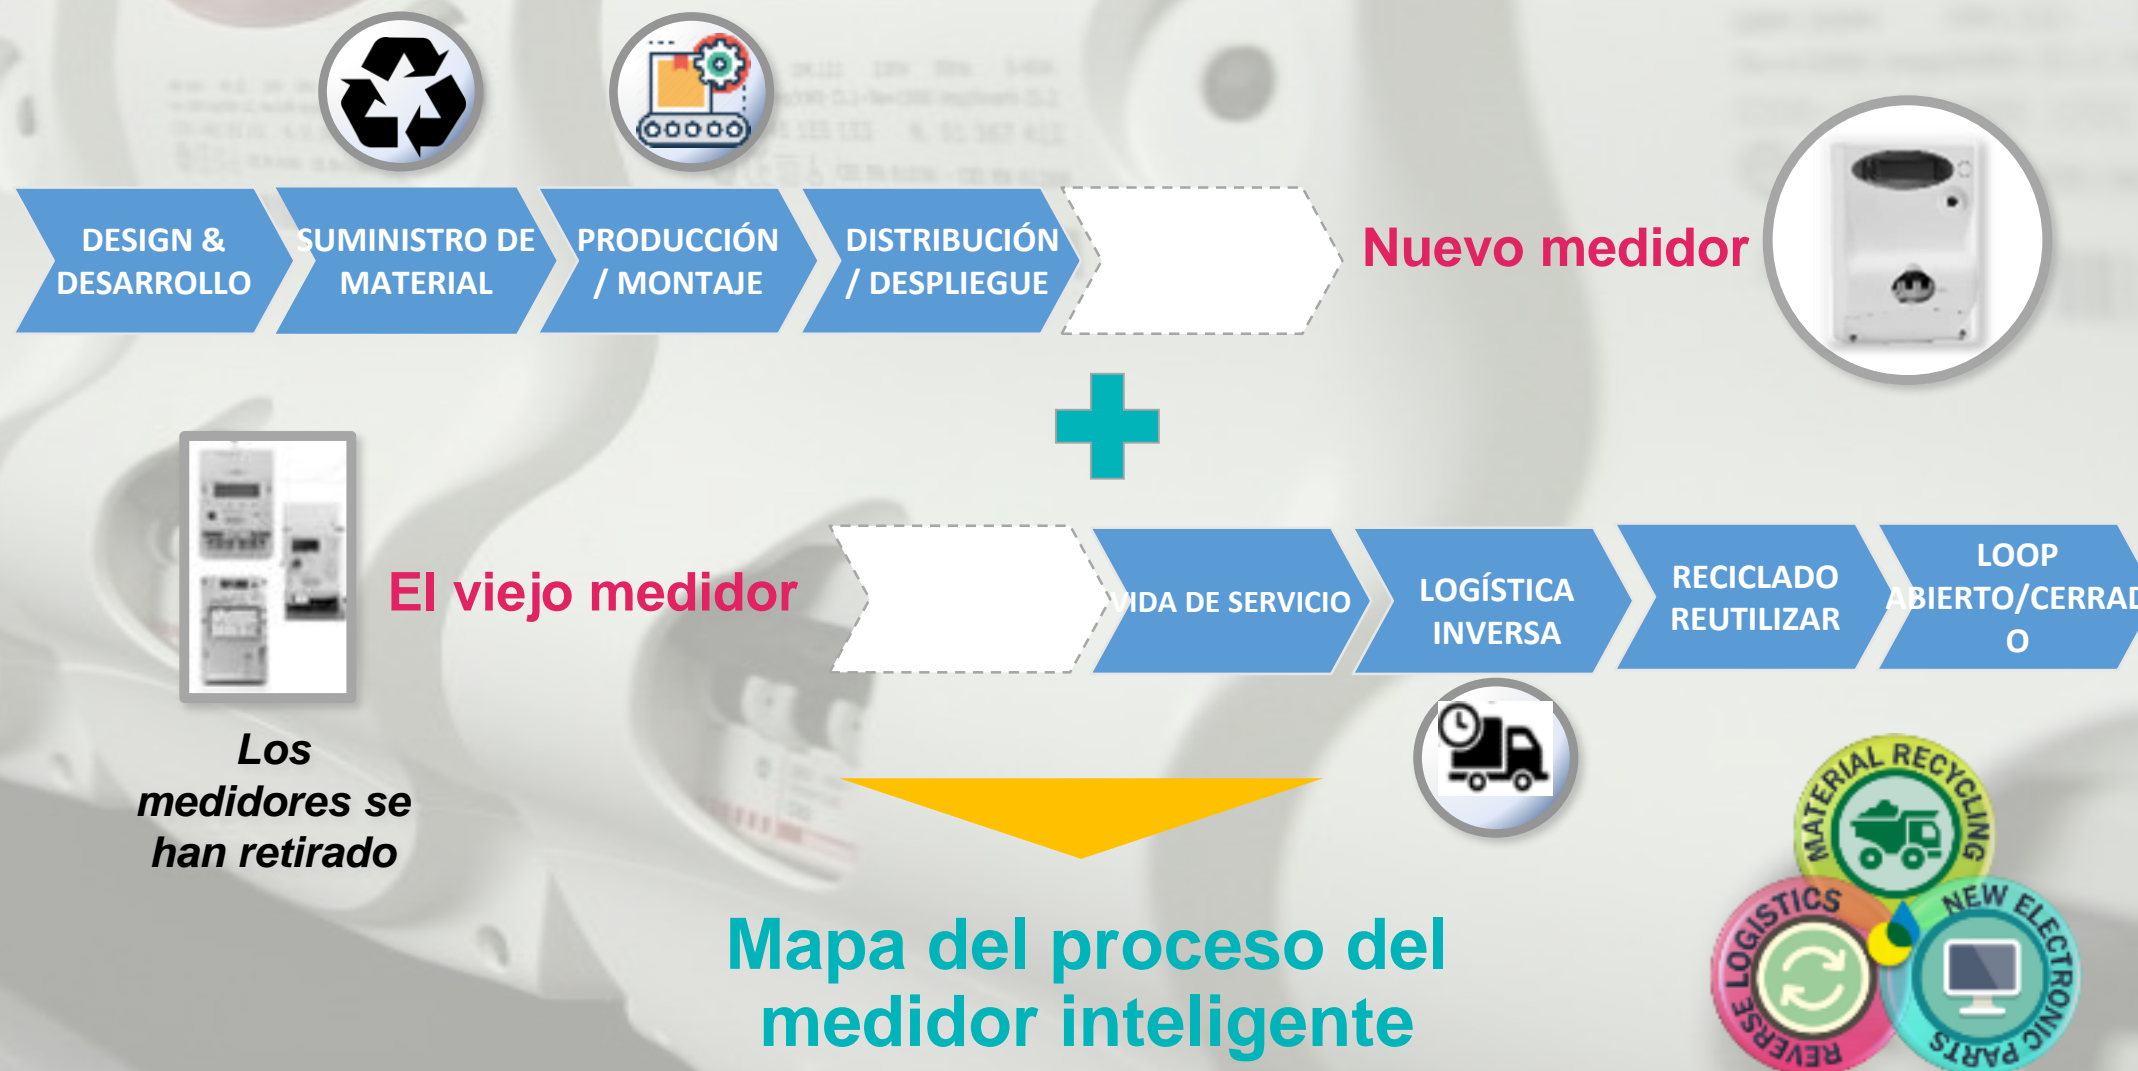 DESIGN &
DESARROLLO
SUMINISTRO DE
MATERIAL
PRODUCCIÓN
/ MONTAJE
DISTRIBUCIÓN
/ DESPLIEGUE
Nuevo medidor
El viejo medidor
VIDA DE SERVICIO
LOGÍSTICA
INVERSA
RECICLADO
REUTILIZAR
LOOP
ABIERTO/CERRAD
O
Los
medidores se
han retirado
Mapa del proceso del
medidor inteligente
MATERIAL RECYCLING
REVERSE LOGISTICS
NEW ELECTRONIC PARTS